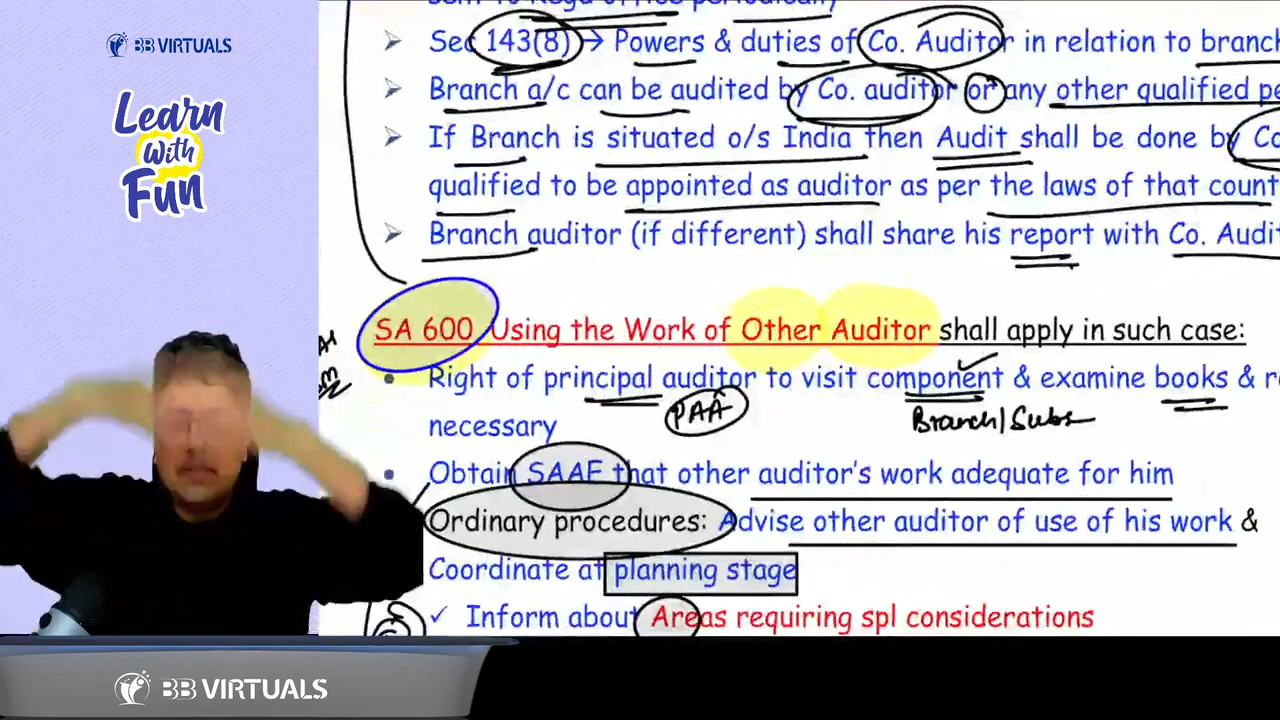 BB VIRTUALS
Learn
With
Fun
Sec 143(8) → Powers & duties of Co. Auditor in relation to branch
Branch a/c can be audited by Co. auditor or any other qualified pe
If Branch is situated o/s India then Audit shall be done by Co
qualified to be appointed as auditor as per the laws of that count
Branch auditor (if different) shall share his report with Co. Audit
SA 600 Using the Work of Other Auditor shall apply in such case:
• Right of principal auditor to visit component & examine books & re
PAA Branch/Subs
necessary
• Obtain SAAE that other auditor's work adequate for him
Ordinary procedures: Advise other auditor of use of his work &
Coordinate at planning stage
✓ Inform about Areas requiring spl considerations
BB VIRTUALS